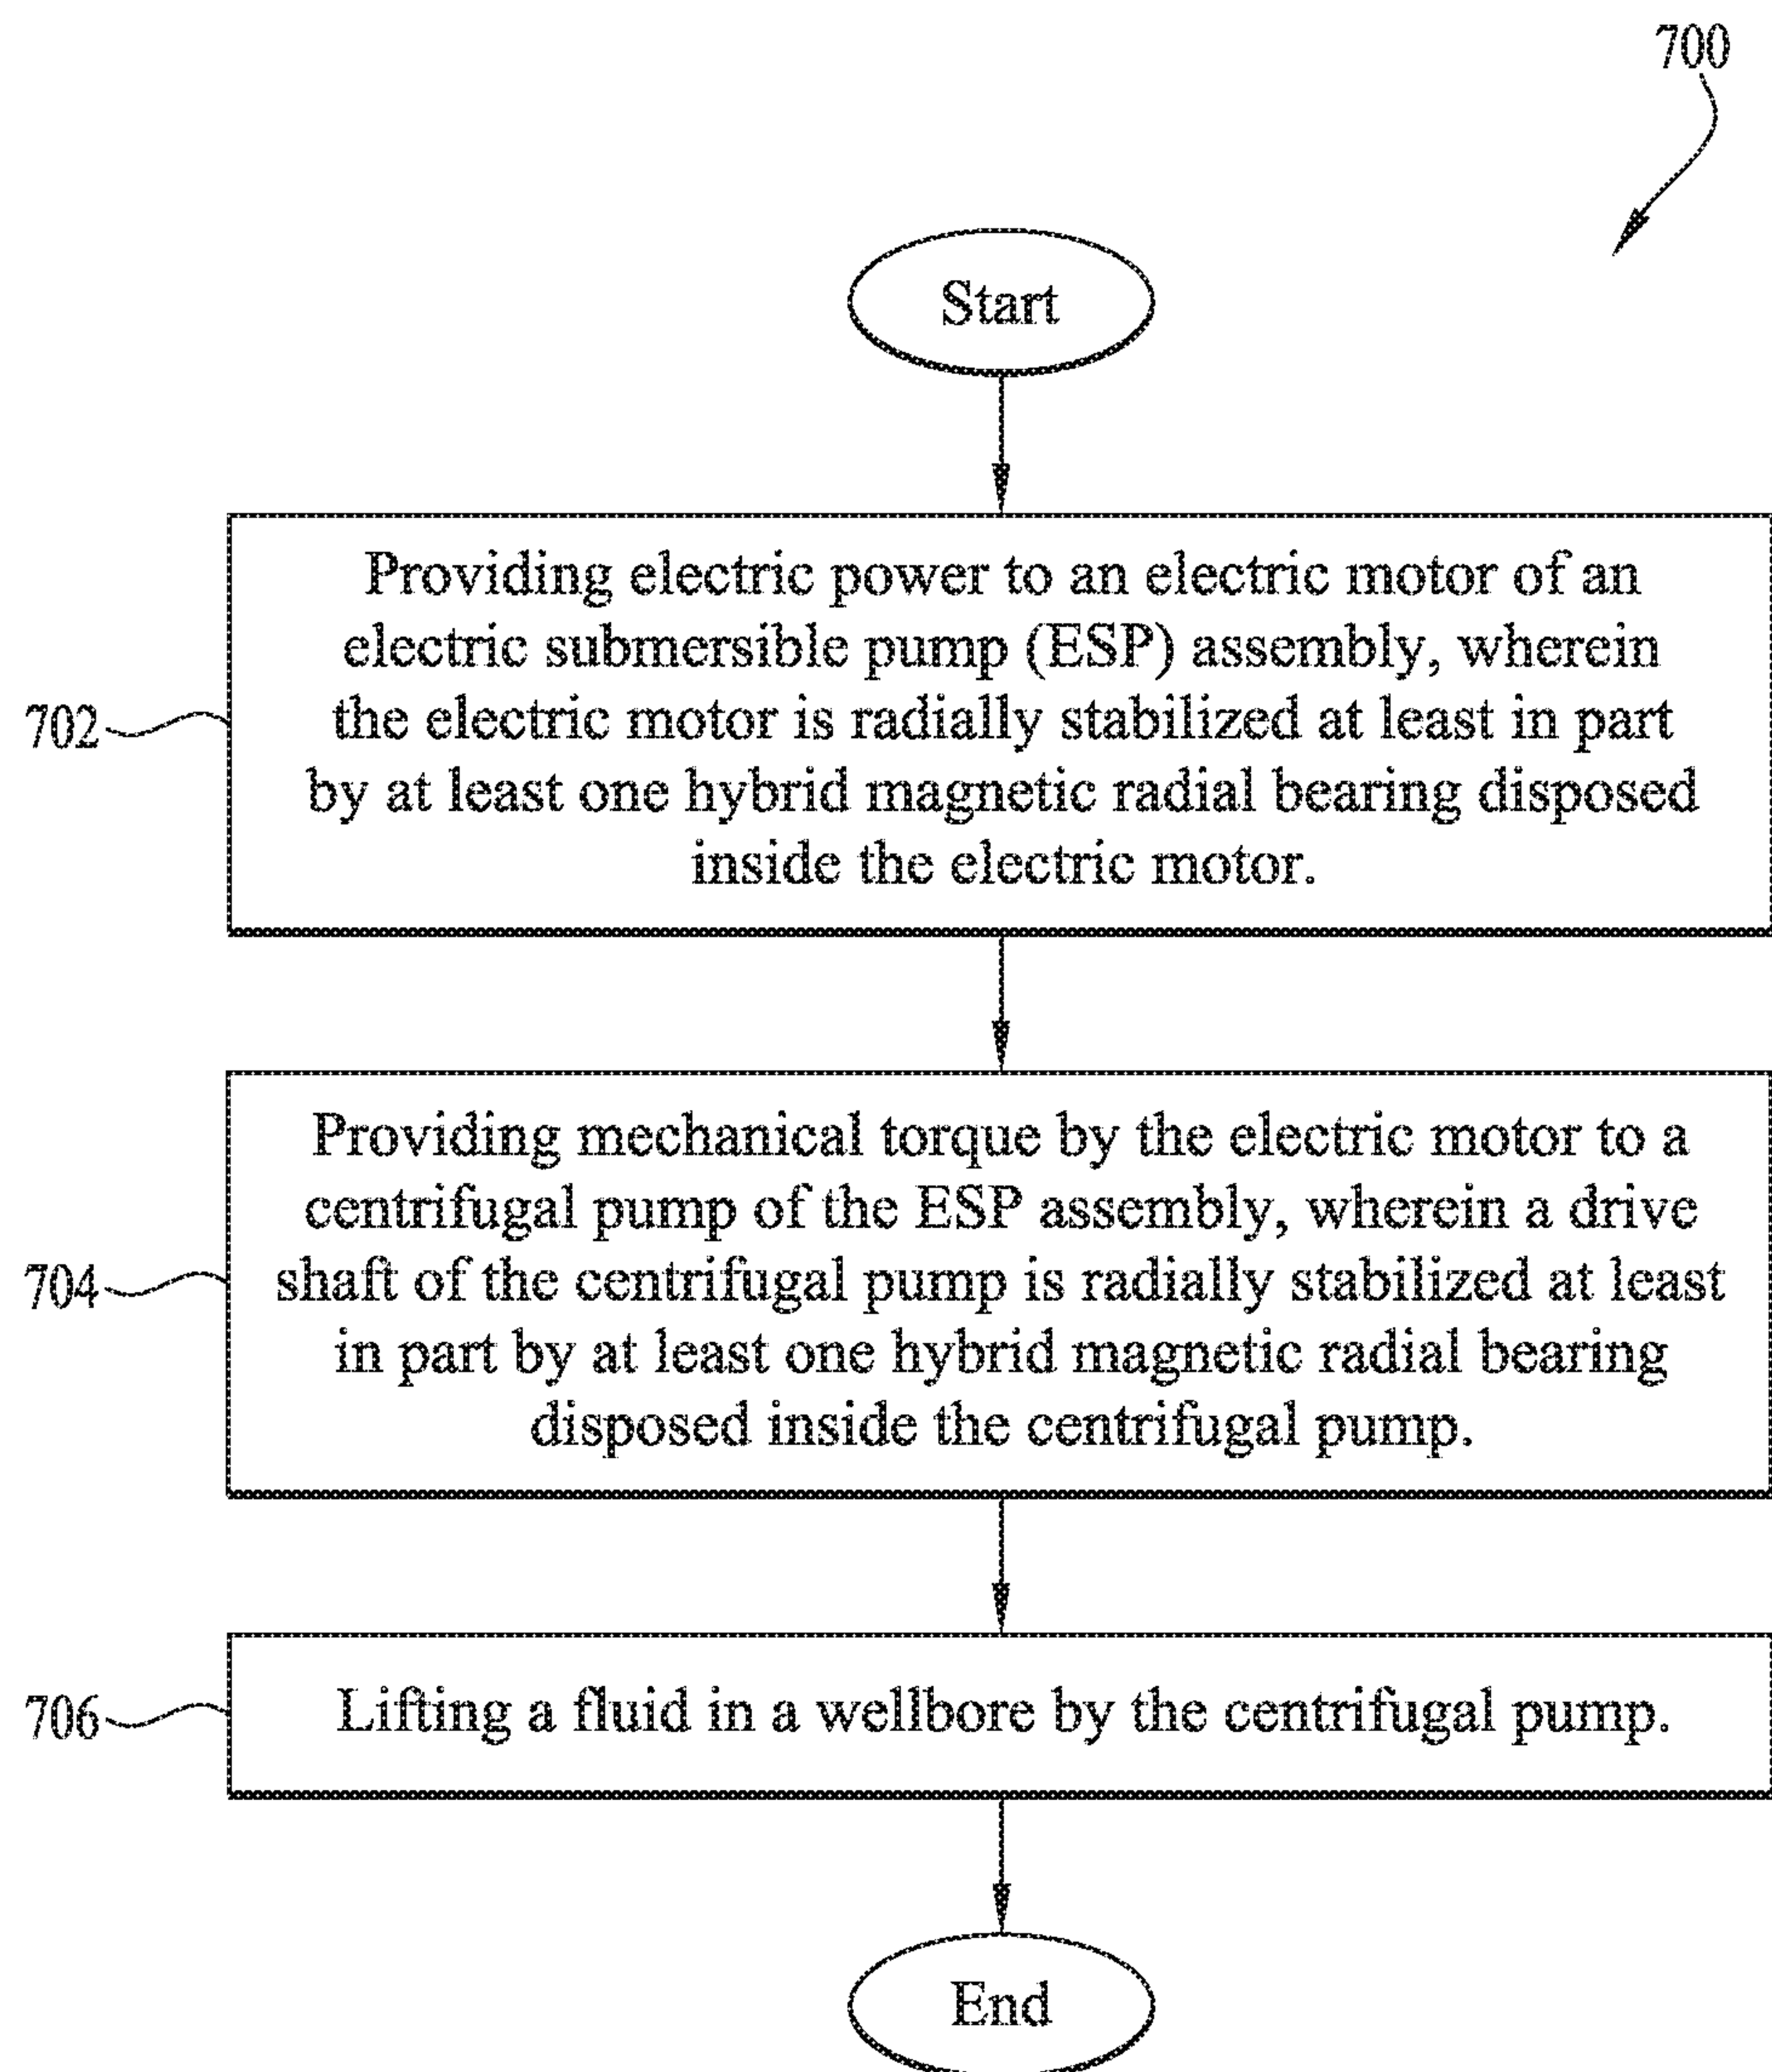 700
Start
Providing electric power to an electric motor of an
electric submersible pump (ESP) assembly, wherein
the electric motor is radially stabilized at least in part
by at least one hybrid magnetic radial bearing disposed
inside the electric motor.
702
Providing mechanical torque by the electric motor to a
centrifugal pump of the ESP assembly, wherein a drive
shaft of the centrifugal pump is radially stabilized at least
in part by at least one hybrid magnetic radial bearing
disposed inside the centrifugal pump.
704
Lifting a fluid in a wellbore by the centrifugal pump.
706
End